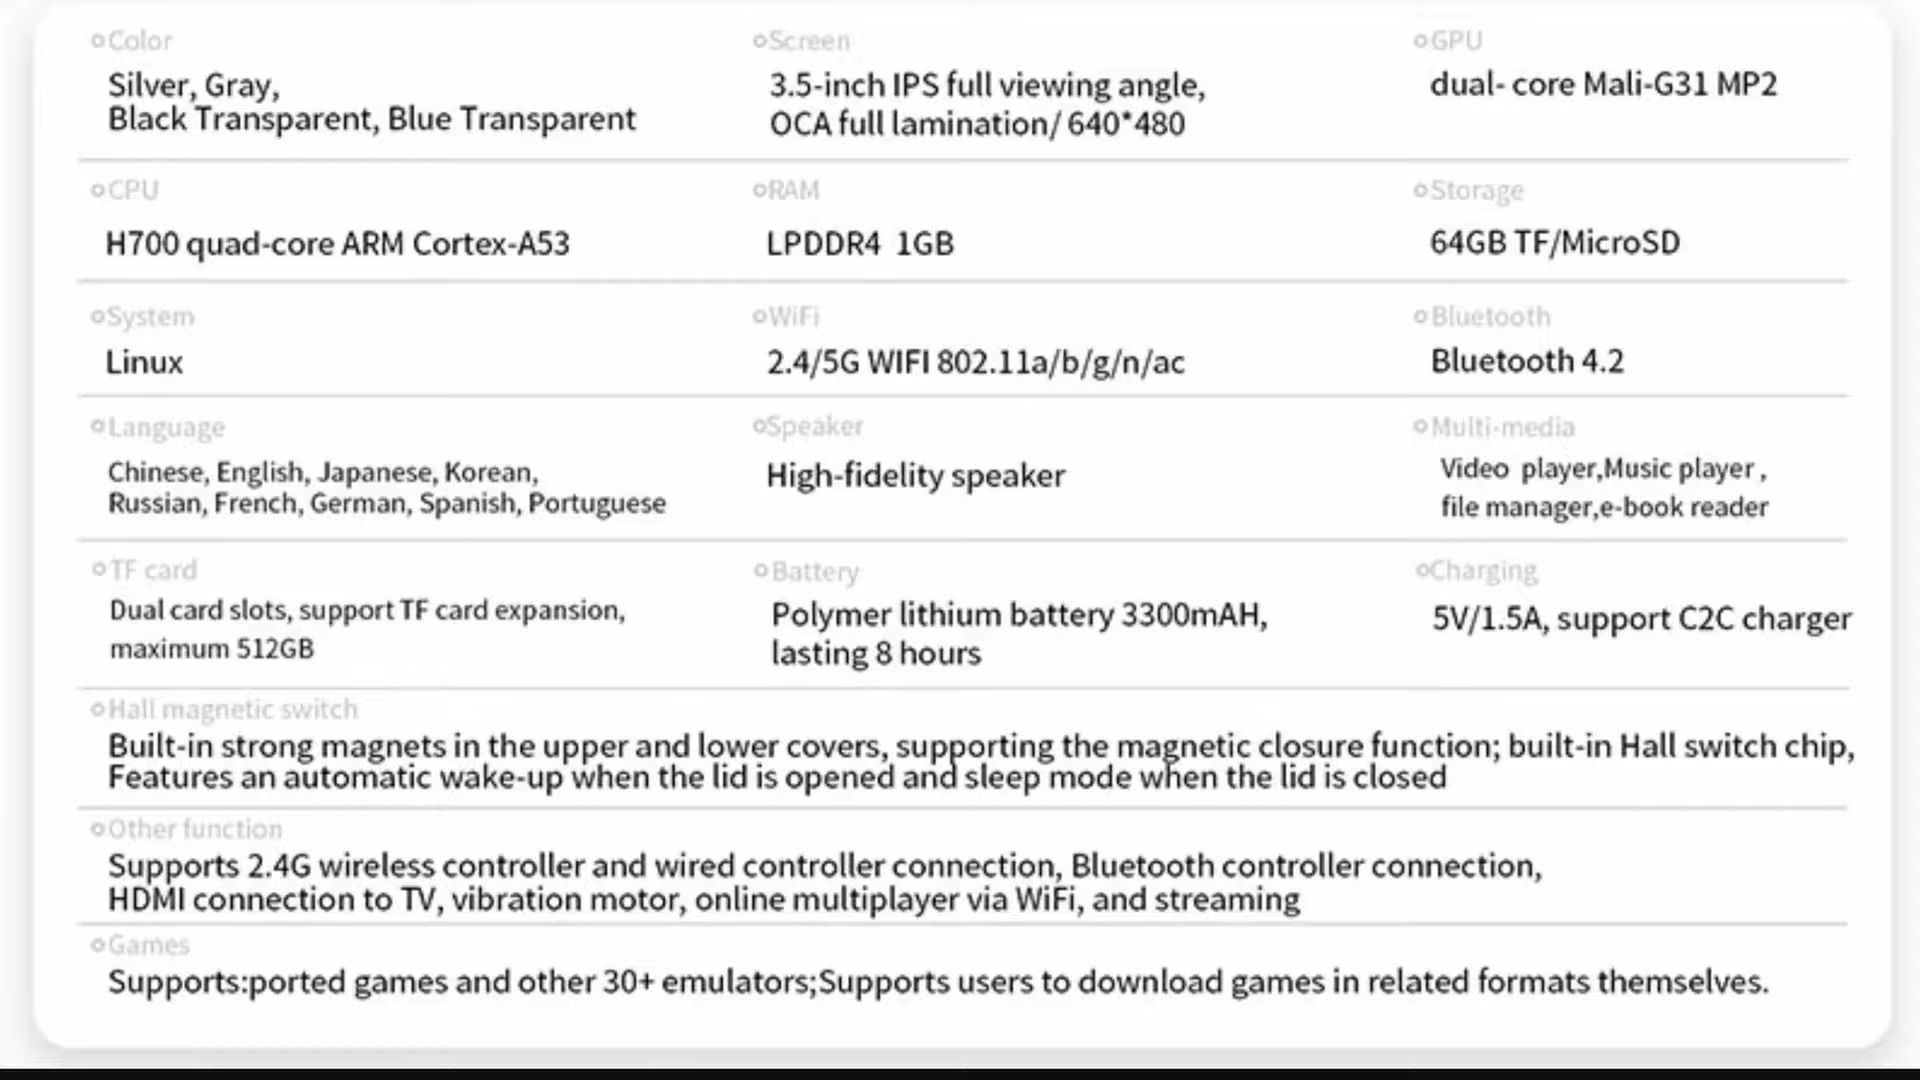 Color
Silver, Gray,
Black Transparent, Blue Transparent
Screen
3.5-inch IPS full viewing angle,
OCA full lamination/ 640*480
GPU
dual- core Mali-G31 MP2
CPU
H700 quad-core ARM Cortex-A53
RAM
LPDDR4  1GB
Storage
64GB TF/MicroSD
System
Linux
WiFi
2.4/5G WIFI 802.11a/b/g/n/ac
Bluetooth
Bluetooth 4.2
Language
Chinese, English, Japanese, Korean,
Russian, French, German, Spanish, Portuguese
Speaker
High-fidelity speaker
Multi-media
Video  player,Music player ,
file manager,e-book reader
TF card
Dual card slots, support TF card expansion,
maximum 512GB
Battery
Polymer lithium battery 3300mAH,
lasting 8 hours
Charging
5V/1.5A, support C2C charger
Hall magnetic switch
Built-in strong magnets in the upper and lower covers, supporting the magnetic closure function; built-in Hall switch chip,
Features an automatic wake-up when the lid is opened and sleep mode when the lid is closed
Other function
Supports 2.4G wireless controller and wired controller connection, Bluetooth controller connection,
HDMI connection to TV, vibration motor, online multiplayer via WiFi, and streaming
Games
Supports:ported games and other 30+ emulators;Supports users to download games in related formats themselves.